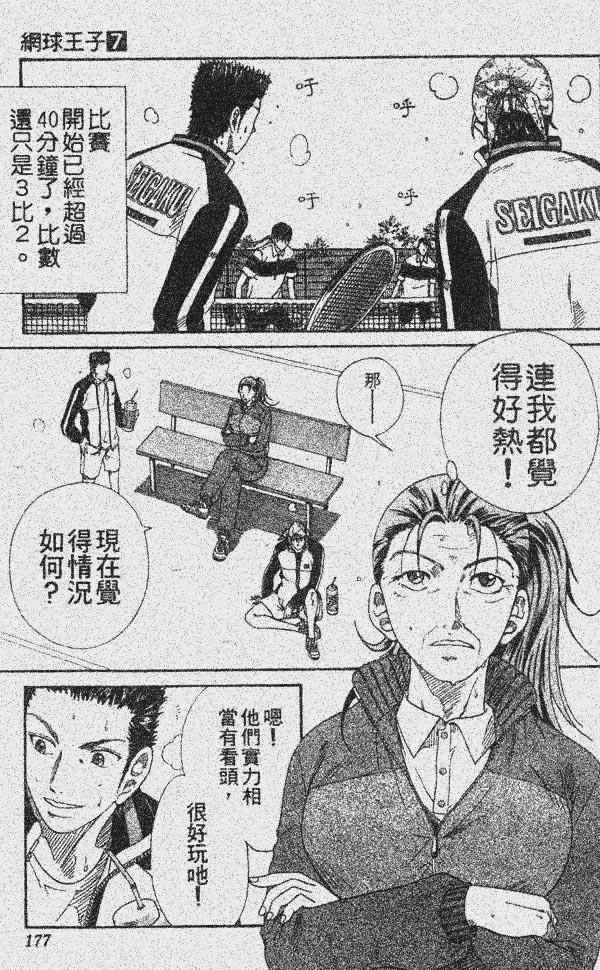 網球王子7
比賽
開始已經超過
40分鐘了，比數
還只是3比2。
吁
呼
吁
呼
SEIGAKU
SEIGAKU
連我都覺
得好熱！
那——
現在覺
得情況
如何？
嗯！
他們實力相
當有看頭，
很好玩吔！
177